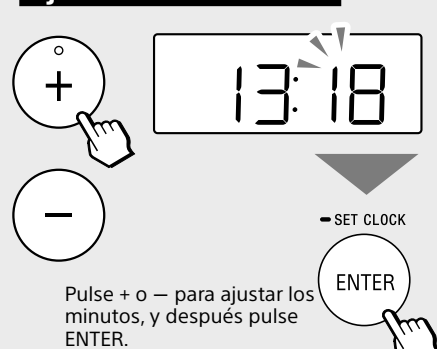 +
13:18
−
SET CLOCK
ENTER
Pulse + o − para ajustar los
minutos, y después pulse
ENTER.